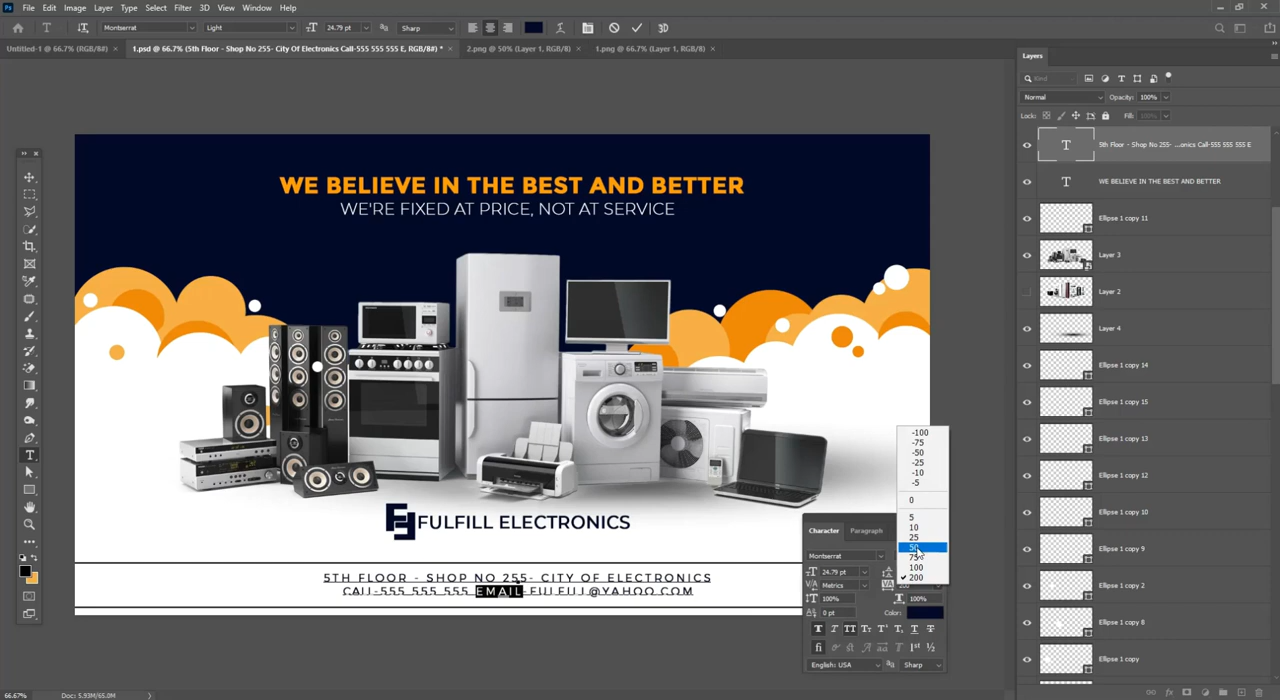 File Edit Image Layer Type Select Filter 3D View Window Help
Montserrat Light 24.79 pt Sharp
Untitled-1 @ 66.7% (RGB/8#) 1.psd @ 66.7% (5th Floor - Shop No 255- City Of Electronics Call-555 555 555 E, RGB/8#) * 2.png @ 50% (Layer 1, RGB/8) 1.png @ 66.7% (Layer 1, RGB/8)
WE BELIEVE IN THE BEST AND BETTER
WE'RE FIXED AT PRICE, NOT AT SERVICE
FULFILL ELECTRONICS
5TH FLOOR - SHOP NO 255- CITY OF ELECTRONICS
CALL-555 555 555 EMAIL-FULFILL@YAHOO.COM
-100
-75
-50
-25
-10
-5
0
5
10
25
50
75
100
200
Character Paragraph
Montserrat
24.79 pt
Metrics
100% 100%
0 pt Color:
English: USA Sharp
Layers
Kind
Normal Opacity: 100%
Lock: Fill: 100%
5th Floor - Shop No 255- ...onics Call-555 555 555 E
WE BELIEVE IN THE BEST AND BETTER
Ellipse 1 copy 11
Layer 3
Layer 2
Layer 4
Ellipse 1 copy 14
Ellipse 1 copy 15
Ellipse 1 copy 13
Ellipse 1 copy 12
Ellipse 1 copy 10
Ellipse 1 copy 9
Ellipse 1 copy 2
Ellipse 1 copy 8
Ellipse 1 copy
66.67% Doc: 5.93M/65.0M